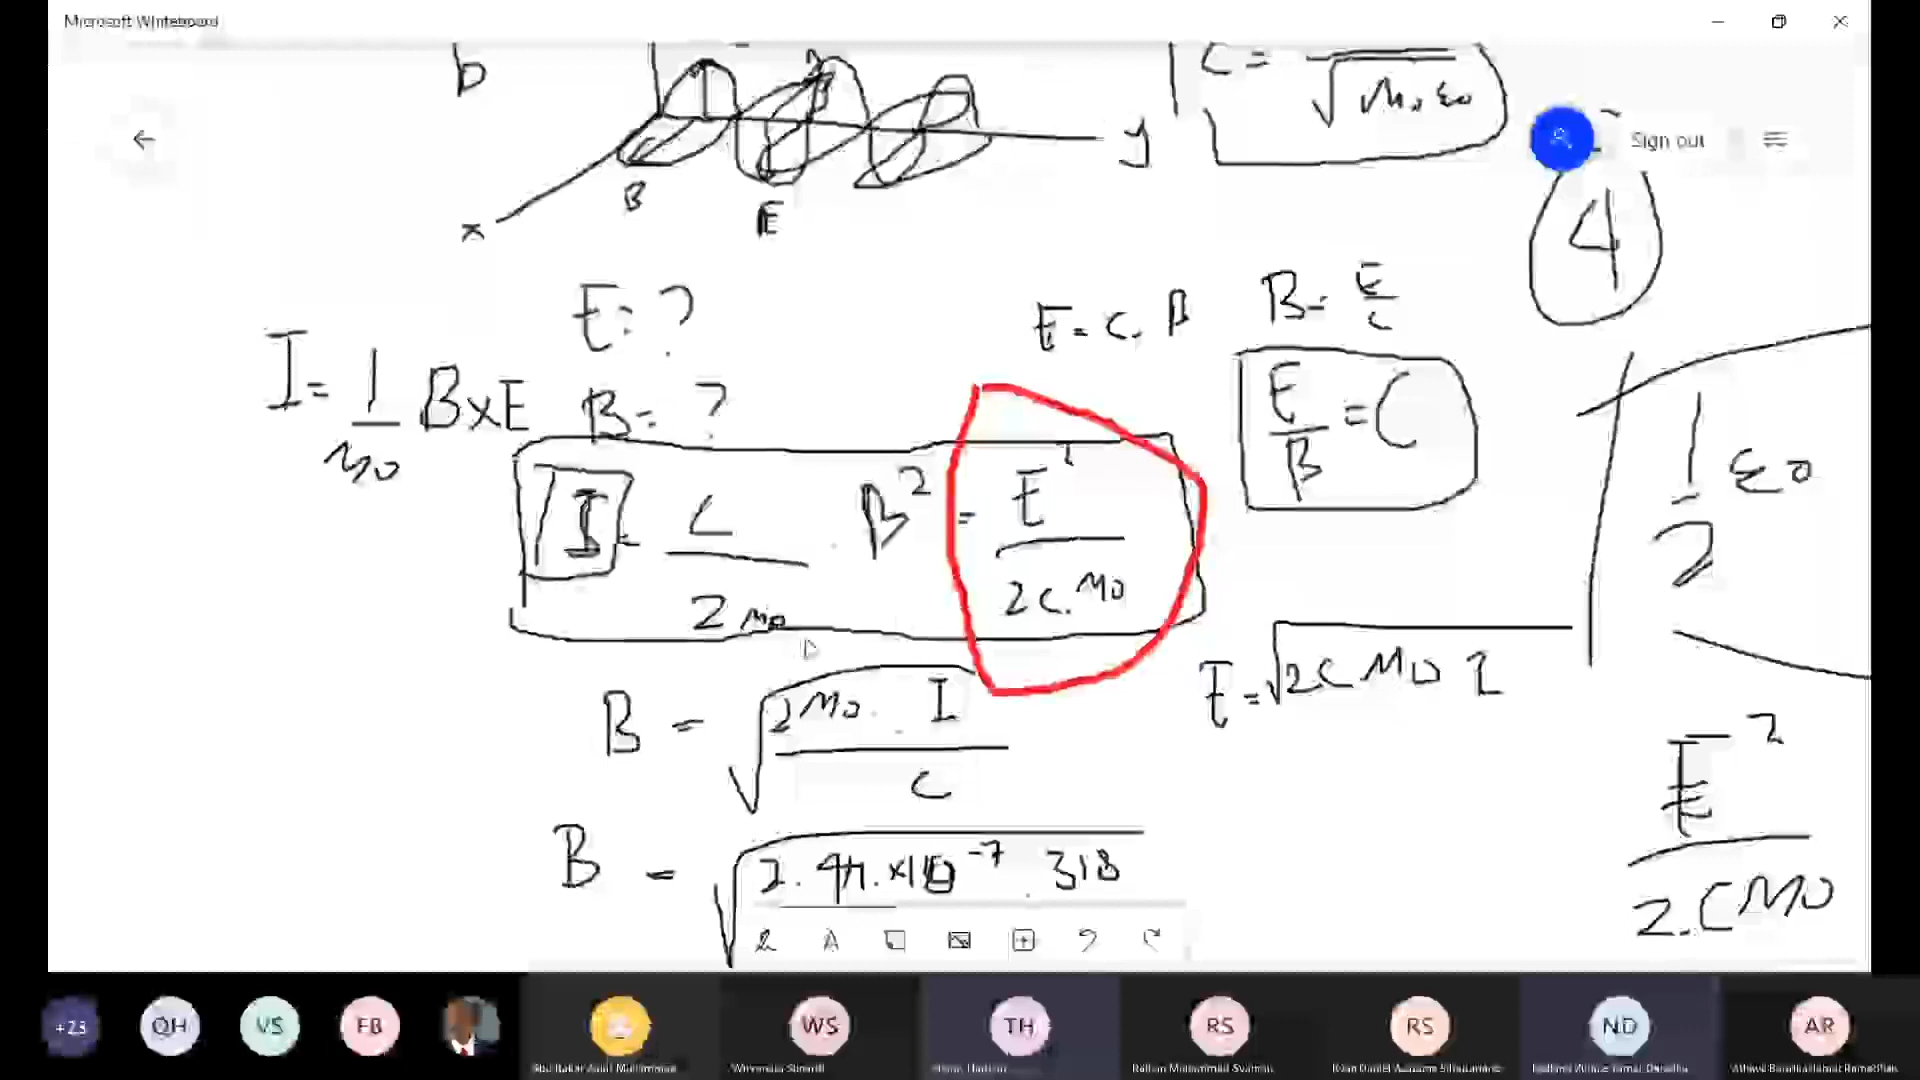 Microsoft Whiteboard
b
C = √μ₀ε₀
y
Sign out
B
E
x
4
E = ?
E = C. B
B = E/C
I = 1/μ₀ B×E
B = ?
E/B = C
I = C/2μ₀ . B² = E²/2C.μ₀
1/2 ε₀
B = √2μ₀. I/C
E = √2Cμ₀ I
E²/2.Cμ₀
B = √2. 4π. ×10⁻⁷ . 318
+23
QH
VS
FB
WS
TH
RS
RS
ND
AR